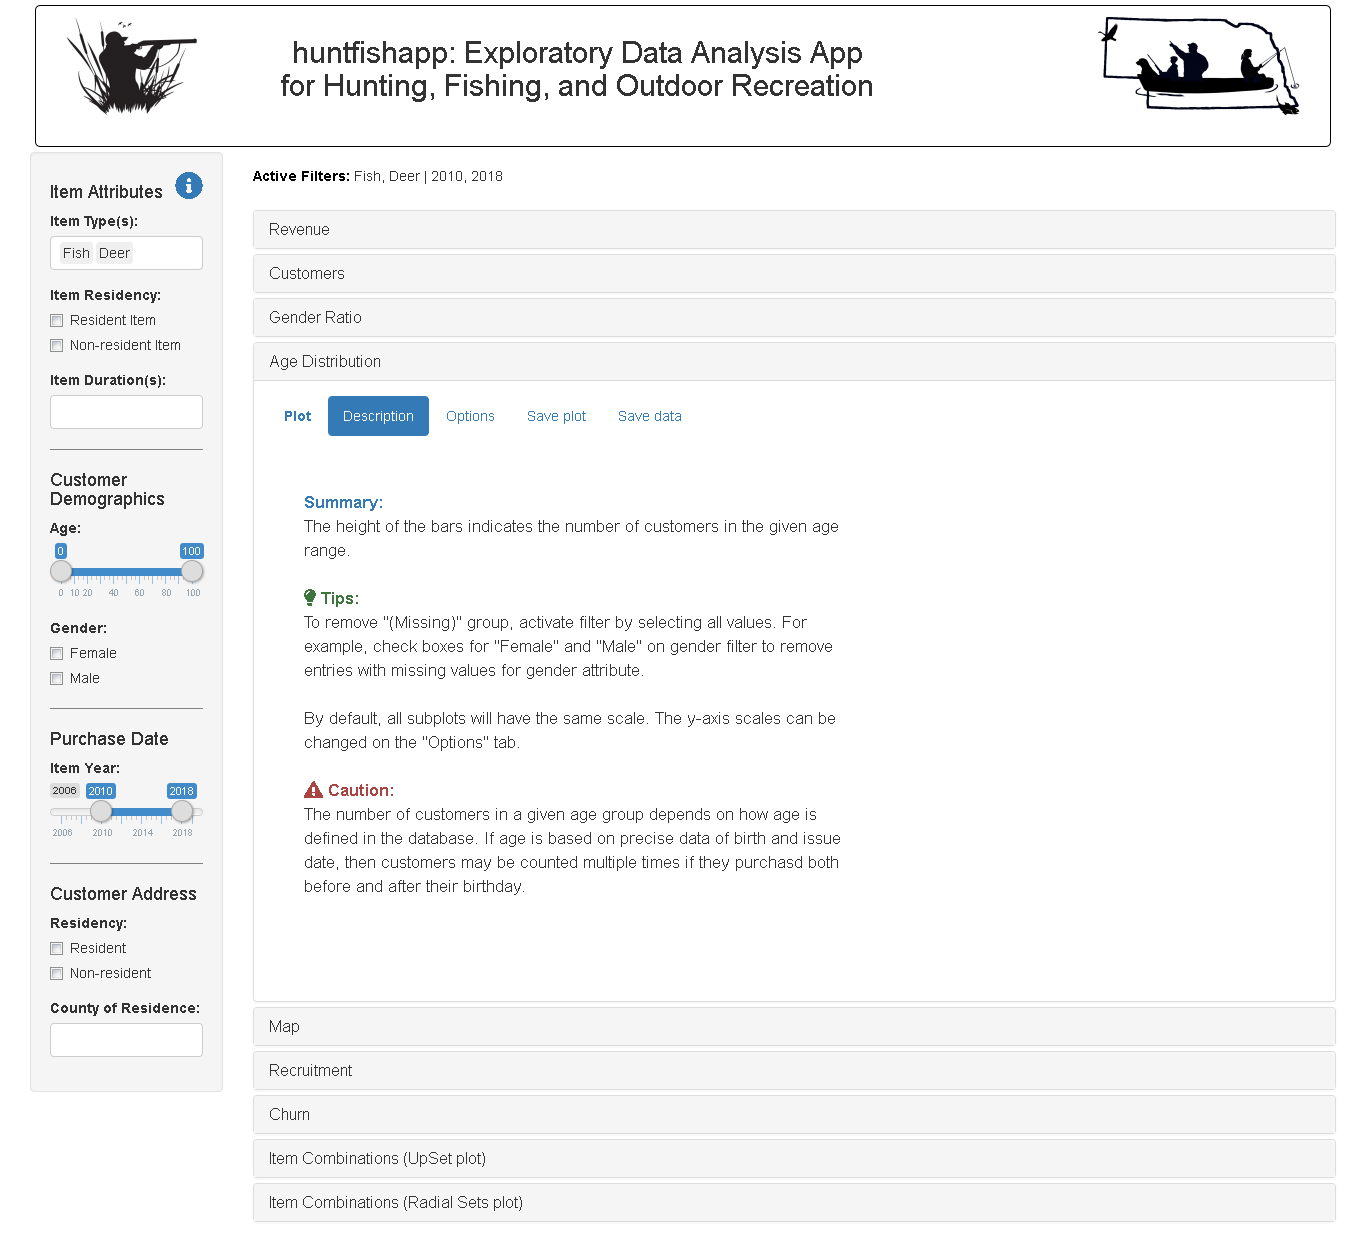 huntfishapp: Exploratory Data Analysis App
for Hunting, Fishing, and Outdoor Recreation
Item Attributes
Item Type(s):
Fish Deer
Item Residency:
Resident Item
Non-resident Item
Item Duration(s):
Customer
Demographics
Age:
0 100
0 10 20 40 60 80 100
Gender:
Female
Male
Purchase Date
Item Year:
2006 2010 2018
2006 2010 2014 2018
Customer Address
Residency:
Resident
Non-resident
County of Residence:
Active Filters: Fish, Deer | 2010, 2018
Revenue
Customers
Gender Ratio
Age Distribution
Plot Description Options Save plot Save data
Summary:
The height of the bars indicates the number of customers in the given age
range.
Tips:
To remove "(Missing)" group, activate filter by selecting all values. For
example, check boxes for "Female" and "Male" on gender filter to remove
entries with missing values for gender attribute.
By default, all subplots will have the same scale. The y-axis scales can be
changed on the "Options" tab.
Caution:
The number of customers in a given age group depends on how age is
defined in the database. If age is based on precise data of birth and issue
date, then customers may be counted multiple times if they purchasd both
before and after their birthday.
Map
Recruitment
Churn
Item Combinations (UpSet plot)
Item Combinations (Radial Sets plot)